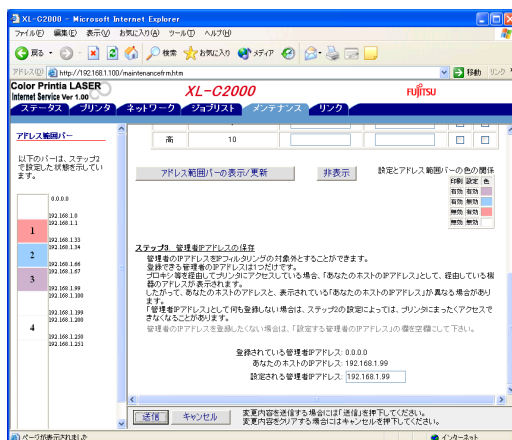 XL-C2000 - Microsoft Internet Explorer
ファイル(F) 編集(E) 表示(V) お気に入り(A) ツール(T) ヘルプ(H)
戻る 検索 お気に入り メディア
アドレス(D) http://192.168.1.100/maintenancefrm.htm 移動 リンク
Color Printia LASER
Internet Service Ver 1.00
XL-C2000
FUJITSU
ステータス プリンタ ネットワーク ジョブリスト メンテナンス リンク
アドレス範囲バー
以下のバーは、ステップ2
で設定した状態を示してい
ます。
0.0.0.0
192.168.1.0
192.168.1.1
1
192.168.1.33
192.168.1.34
2
192.168.1.66
192.168.1.67
3
192.168.1.99
192.168.1.100
192.168.1.199
192.168.1.200
4
192.168.1.250
192.168.1.251
高 10
アドレス範囲バーの表示/更新 非表示 設定とアドレス範囲バーの色の関係
印刷 設定 色
有効 有効
有効 無効
無効 有効
無効 無効
ステップ3 管理者IPアドレスの保存
管理者のIPアドレスをIPフィルタリングの対象外とすることができます。
登録できる管理者のIPアドレスは1つだけです。
プロキシ等を経由してプリンタにアクセスしている場合、「あなたのホストのIPアドレス」として、経由している機
器のアドレスが表示されます。
したがって、あなたのホストのアドレスと、表示されている「あなたのホストのIPアドレス」が異なる場合があり
ます。
「管理者IPアドレス」として何も登録しない場合は、ステップ2の設定によっては、プリンタにまったくアクセスで
きなくなることがあります。
管理者のIPアドレスを登録したくない場合は、「設定する管理者のIPアドレス」の欄を空欄にして下さい。
登録されている管理者IPアドレス: 0.0.0.0
あなたのホストのIPアドレス: 192.168.1.99
設定される管理者IPアドレス: 192.168.1.99
送信 キャンセル 変更内容を送信する場合には「送信」を押下してください。
変更内容をクリアする場合にはキャンセルを押下してください。
ページが表示されました インターネット